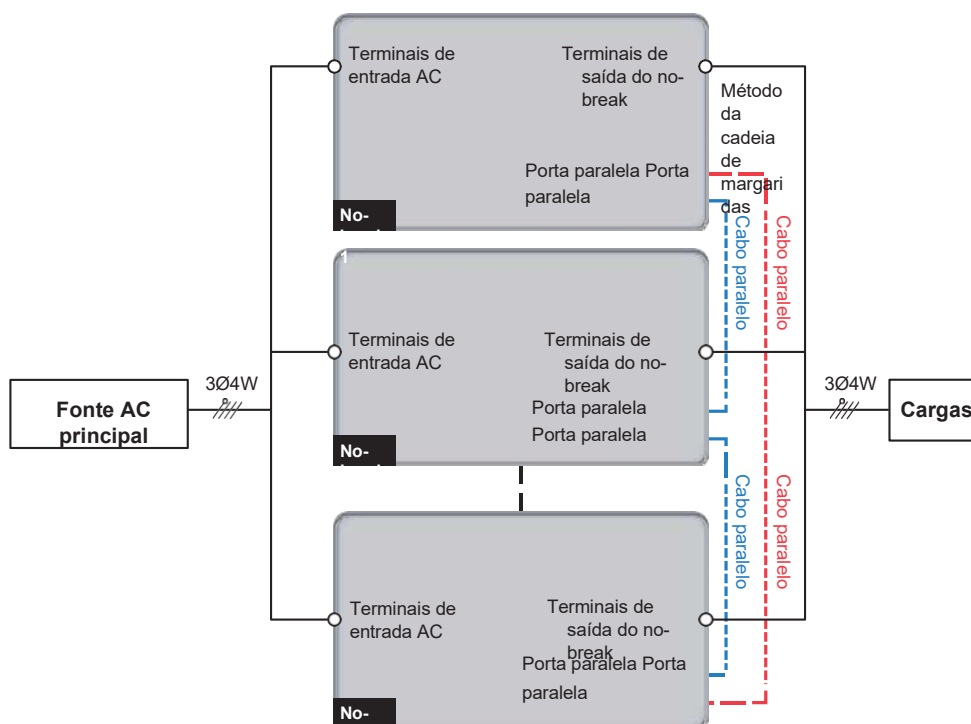 Terminais de
entrada AC
Terminais de
saída do no-
break
Porta paralela Porta
paralela
No-
1
Método
da
cadeia
de
margari
das
Cabo paralelo
Cabo paralelo
Terminais de
entrada AC
Terminais de
saída do no-
break
Porta paralela
Porta paralela
No-
Fonte AC
principal
3Ø4W
3Ø4W
Cargas
Cabo paralelo
Cabo paralelo
Terminais de
entrada AC
Terminais de
saída do no-
break
Porta paralela Porta
paralela
No-